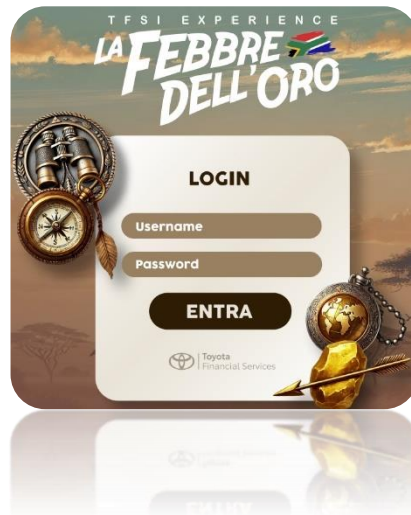 TFSI EXPERIENCE
LA FEBBRE
DELL'ORO
LOGIN
Username
Password
ENTRA
Toyota
Financial Services